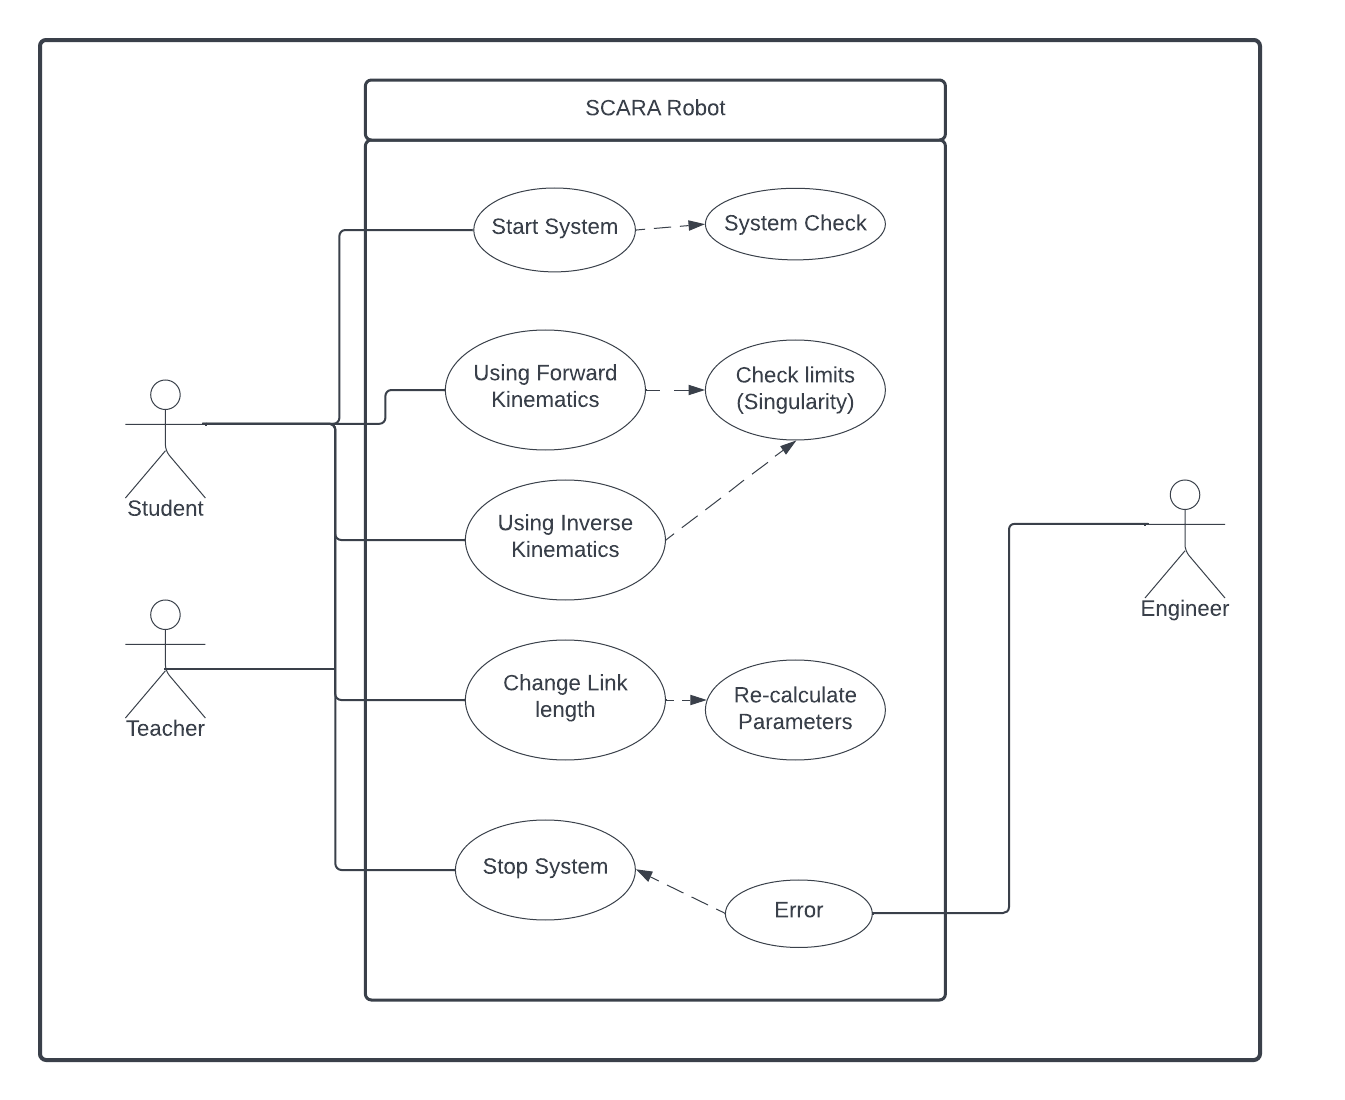 SCARA Robot
Start System
System Check
Using Forward
Kinematics
Check limits
(Singularity)
Student
Using Inverse
Kinematics
Engineer
Teacher
Change Link
length
Re-calculate
Parameters
Stop System
Error